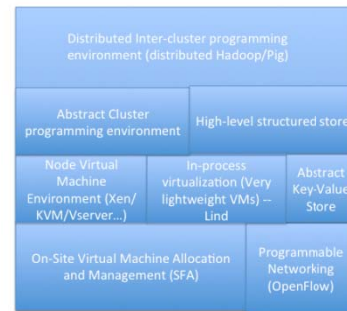 Distributed Inter-cluster programming
environment (distributed Hadoop/Pig)
Abstract Cluster
programming environment
High-level structured store
Node Virtual
Machine
Environment (Xen/
KVM/Vserver...)
In-process
virtualization (Very
lightweight VMs) --
Lind
Abstract
Key-Value
Store
On-Site Virtual Machine Allocation
and Management (SFA)
Programmable
Networking
(OpenFlow)